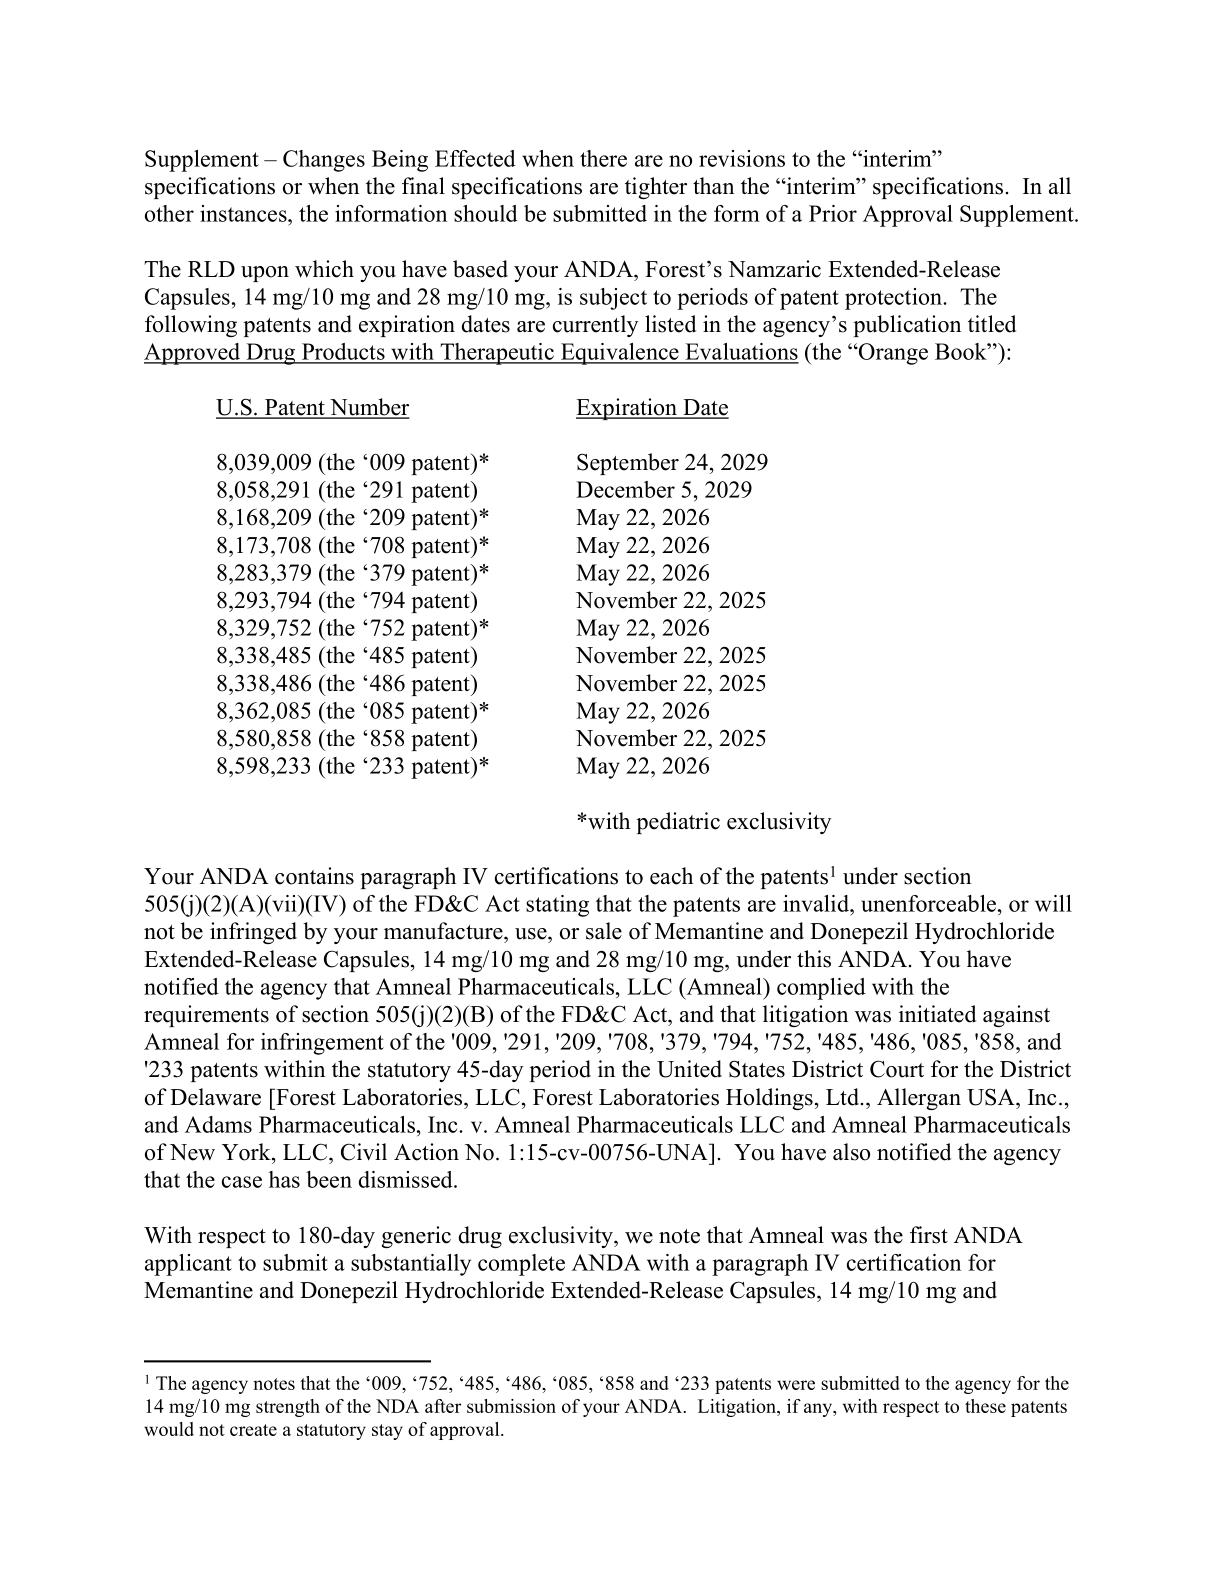 Supplement – Changes Being Effected when there are no revisions to the “interim”
specifications or when the final specifications are tighter than the “interim” specifications.  In all
other instances, the information should be submitted in the form of a Prior Approval Supplement.
The RLD upon which you have based your ANDA, Forest’s Namzaric Extended-Release
Capsules, 14 mg/10 mg and 28 mg/10 mg, is subject to periods of patent protection.  The
following patents and expiration dates are currently listed in the agency’s publication titled
Approved Drug Products with Therapeutic Equivalence Evaluations (the “Orange Book”):
U.S. Patent Number Expiration Date
8,039,009 (the ‘009 patent)* September 24, 2029
8,058,291 (the ‘291 patent) December 5, 2029
8,168,209 (the ‘209 patent)* May 22, 2026
8,173,708 (the ‘708 patent)* May 22, 2026
8,283,379 (the ‘379 patent)* May 22, 2026
8,293,794 (the ‘794 patent) November 22, 2025
8,329,752 (the ‘752 patent)* May 22, 2026
8,338,485 (the ‘485 patent) November 22, 2025
8,338,486 (the ‘486 patent) November 22, 2025
8,362,085 (the ‘085 patent)* May 22, 2026
8,580,858 (the ‘858 patent) November 22, 2025
8,598,233 (the ‘233 patent)* May 22, 2026
*with pediatric exclusivity
Your ANDA contains paragraph IV certifications to each of the patents¹ under section
505(j)(2)(A)(vii)(IV) of the FD&C Act stating that the patents are invalid, unenforceable, or will
not be infringed by your manufacture, use, or sale of Memantine and Donepezil Hydrochloride
Extended-Release Capsules, 14 mg/10 mg and 28 mg/10 mg, under this ANDA. You have
notified the agency that Amneal Pharmaceuticals, LLC (Amneal) complied with the
requirements of section 505(j)(2)(B) of the FD&C Act, and that litigation was initiated against
Amneal for infringement of the '009, '291, '209, '708, '379, '794, '752, '485, '486, '085, '858, and
'233 patents within the statutory 45-day period in the United States District Court for the District
of Delaware [Forest Laboratories, LLC, Forest Laboratories Holdings, Ltd., Allergan USA, Inc.,
and Adams Pharmaceuticals, Inc. v. Amneal Pharmaceuticals LLC and Amneal Pharmaceuticals
of New York, LLC, Civil Action No. 1:15-cv-00756-UNA].  You have also notified the agency
that the case has been dismissed.
With respect to 180-day generic drug exclusivity, we note that Amneal was the first ANDA
applicant to submit a substantially complete ANDA with a paragraph IV certification for
Memantine and Donepezil Hydrochloride Extended-Release Capsules, 14 mg/10 mg and
¹ The agency notes that the ‘009, ‘752, ‘485, ‘486, ‘085, ‘858 and ‘233 patents were submitted to the agency for the
14 mg/10 mg strength of the NDA after submission of your ANDA.  Litigation, if any, with respect to these patents
would not create a statutory stay of approval.